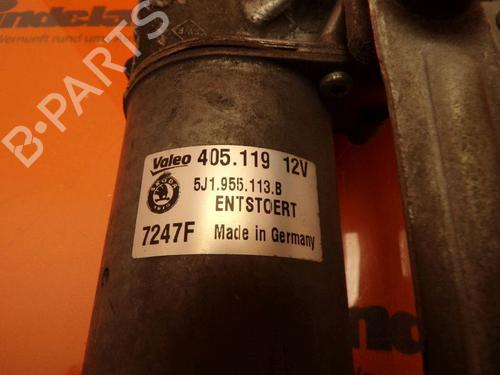 Valeo 405.119 12V
5J1.955.113.B
ENTSTOERT
7247F Made in Germany
B-PARTS